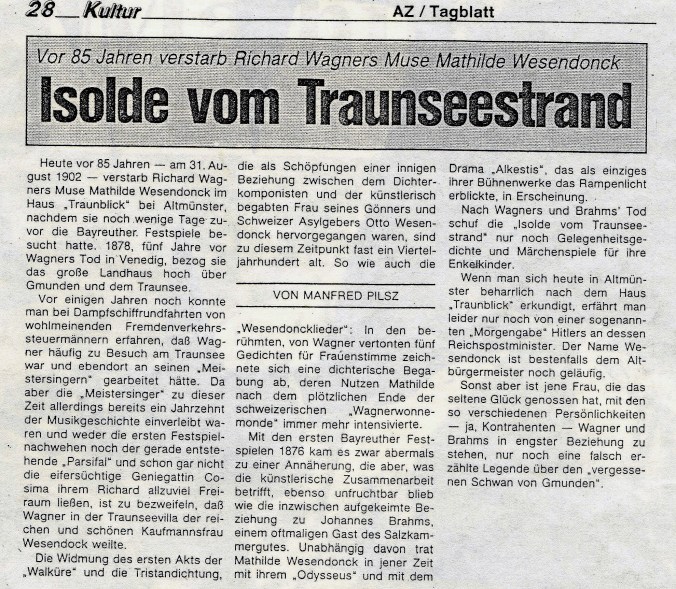 28 Kultur AZ / Tagblatt
Vor 85 Jahren verstarb Richard Wagners Muse Mathilde Wesendonck
Isolde vom Traunseestrand
Heute vor 85 Jahren — am 31. Au-
gust 1902 — verstarb Richard Wag-
ners Muse Mathilde Wesendonck im
Haus „Traunblick" bei Altmünster,
nachdem sie noch wenige Tage zu-
vor die Bayreuther. Festspiele be-
sucht hatte. 1878, fünf Jahre vor
Wagners Tod in Venedig, bezog sie
das große Landhaus hoch über
Gmunden und dem Traunsee.
Vor einigen Jahren noch konnte
man bei Dampfschiffrundfahrten von
wohlmeinenden Fremdenverkehrs-
steuermännern erfahren, daß Wag-
ner häufig zu Besuch am Traunsee
war und ebendort an seinen „Mei-
stersingern" gearbeitet hätte. Da
aber die „Meistersinger" zu dieser
Zeit allerdings bereits ein Jahrzehnt
der Musikgeschichte einverleibt wa-
ren und weder die ersten Festspiel-
nachwehen noch der gerade entste-
hende „Parsifal" und schon gar nicht
die eifersüchtige Geniegattin Co-
sima ihrem Richard allzuviel Frei-
raum ließen, ist zu bezweifeln, daß
Wagner in der Traunseevilla der rei-
chen und schönen Kaufmannsfrau
Wesendock weilte.
Die Widmung des ersten Akts der
„Walküre" und die Tristandichtung,
die als Schöpfungen einer innigen
Beziehung zwischen dem Dichter-
komponisten und der künstlerisch
begabten Frau seines Gönners und
Schweizer Asylgebers Otto Wesen-
donck hervorgegangen waren, sind
zu diesem Zeitpunkt fast ein Viertel-
jahrhundert alt. So wie auch die
VON MANFRED PILSZ
„Wesendoncklieder": In den be-
rühmten, von Wagner vertonten fünf
Gedichten für Frauenstimme zeich-
nete sich eine dichterische Bega-
bung ab, deren Nutzen Mathilde
nach dem plötzlichen Ende der
schweizerischen „Wagnerwonne-
monde" immer mehr intensivierte.
Mit den ersten Bayreuther Fest-
spielen 1876 kam es zwar abermals
zu einer Annäherung, die aber, was
die künstlerische Zusammenarbeit
betrifft, ebenso unfruchtbar blieb
wie die inzwischen aufgekeimte Be-
ziehung zu Johannes Brahms,
einem oftmaligen Gast des Salzkam-
mergutes. Unabhängig davon trat
Mathilde Wesendonck in jener Zeit
mit ihrem „Odysseus" und mit dem
Drama „Alkestis", das als einziges
ihrer Bühnenwerke das Rampenlicht
erblickte, in Erscheinung.
Nach Wagners und Brahms' Tod
schuf die „Isolde vom Traunsee-
strand" nur noch Gelegenheitsge-
dichte und Märchenspiele für ihre
Enkelkinder.
Wenn man sich heute in Altmün-
ster beharrlich nach dem Haus
„Traunblick" erkundigt, erfährt man
leider nur noch von einer sogenann-
ten „Morgengabe" Hitlers an dessen
Reichspostminister. Der Name We-
sendonck ist bestenfalls dem Alt-
bürgermeister noch geläufig.
Sonst aber ist jene Frau, die das
seltene Glück genossen hat, mit den
so verschiedenen Persönlichkeiten
— ja, Kontrahenten — Wagner und
Brahms in engster Beziehung zu
stehen, nur noch eine falsch er-
zählte Legende über den „vergesse-
nen Schwan von Gmunden".